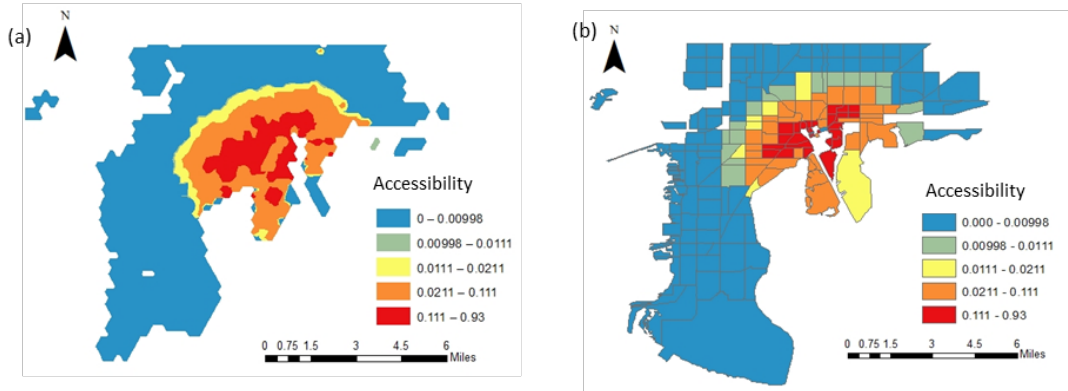 (a)
N
Accessibility
0 – 0.00998
0.00998 – 0.0111
0.0111 – 0.0211
0.0211 – 0.111
0.111 – 0.93
0 0.75 1.5 3 4.5 6
Miles
(b)
N
Accessibility
0.000 - 0.00998
0.00998 - 0.0111
0.0111 - 0.0211
0.0211 - 0.111
0.111 - 0.93
0 0.75 1.5 3 4.5 6
Miles